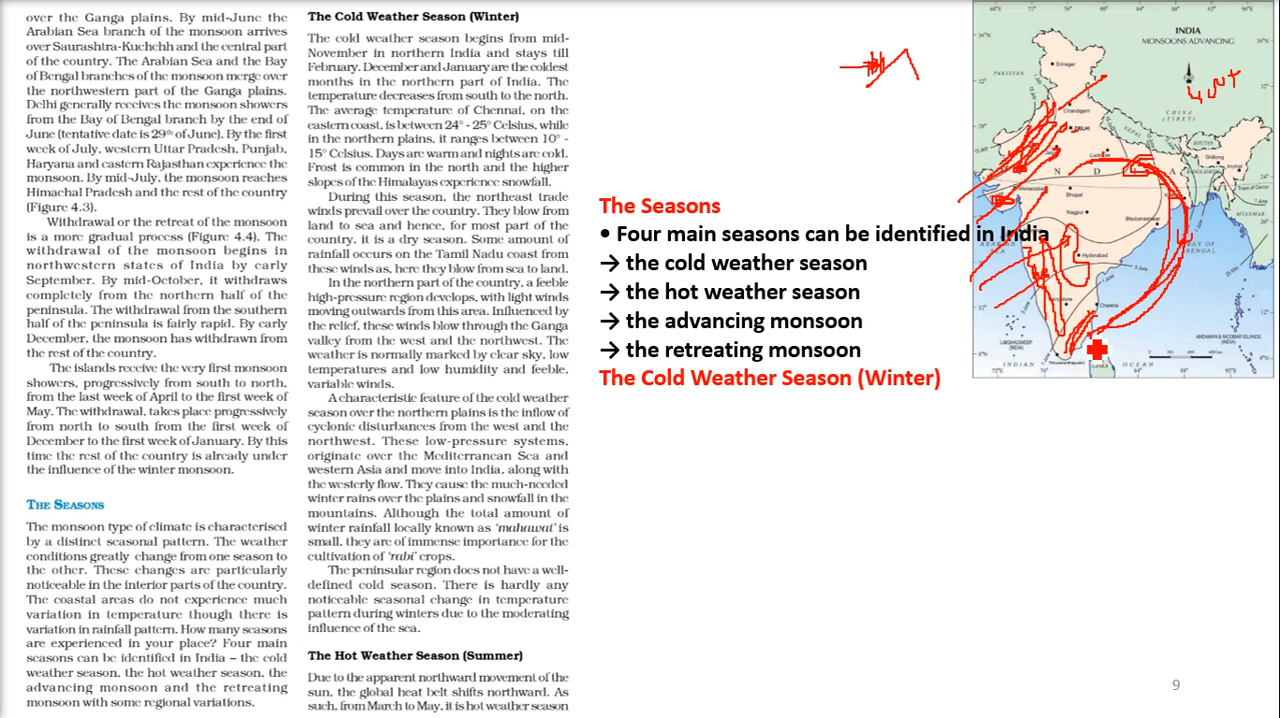 over the Ganga plains. By mid-June the
Arabian Sea branch of the monsoon arrives
over Saurashtra-Kuchchh and the central part
of the country. The Arabian Sea and the Bay
of Bengal branches of the monsoon merge over
the northwestern part of the Ganga plains.
Delhi generally receives the monsoon showers
from the Bay of Bengal branch by the end of
June (tentative date is 29th of June). By the first
week of July, western Uttar Pradesh, Punjab,
Haryana and eastern Rajasthan experience the
monsoon. By mid-July, the monsoon reaches
Himachal Pradesh and the rest of the country
(Figure 4.3).
Withdrawal or the retreat of the monsoon
is a more gradual process (Figure 4.4). The
withdrawal of the monsoon begins in
northwestern states of India by early
September. By mid-October, it withdraws
completely from the northern half of the
peninsula. The withdrawal from the southern
half of the peninsula is fairly rapid. By early
December, the monsoon has withdrawn from
the rest of the country.
The islands receive the very first monsoon
showers, progressively from south to north,
from the last week of April to the first week of
May. The withdrawal, takes place progressively
from north to south from the first week of
December to the first week of January. By this
time the rest of the country is already under
the influence of the winter monsoon.
THE SEASONS
The monsoon type of climate is characterised
by a distinct seasonal pattern. The weather
conditions greatly change from one season to
the other. These changes are particularly
noticeable in the interior parts of the country.
The coastal areas do not experience much
variation in temperature though there is
variation in rainfall pattern. How many seasons
are experienced in your place? Four main
seasons can be identified in India – the cold
weather season, the hot weather season, the
advancing monsoon and the retreating
monsoon with some regional variations.
The Cold Weather Season (Winter)
The cold weather season begins from mid-
November in northern India and stays till
February. December and January are the coldest
months in the northern part of India. The
temperature decreases from south to the north.
The average temperature of Chennai, on the
eastern coast, is between 24° - 25° Celsius, while
in the northern plains, it ranges between 10° -
15° Celsius. Days are warm and nights are cold.
Frost is common in the north and the higher
slopes of the Himalayas experience snowfall.
During this season, the northeast trade
winds prevail over the country. They blow from
land to sea and hence, for most part of the
country, it is a dry season. Some amount of
rainfall occurs on the Tamil Nadu coast from
these winds as, here they blow from sea to land.
In the northern part of the country, a feeble
high-pressure region develops, with light winds
moving outwards from this area. Influenced by
the relief, these winds blow through the Ganga
valley from the west and the northwest. The
weather is normally marked by clear sky, low
temperatures and low humidity and feeble,
variable winds.
A characteristic feature of the cold weather
season over the northern plains is the inflow of
cyclonic disturbances from the west and the
northwest. These low-pressure systems,
originate over the Mediterranean Sea and
western Asia and move into India, along with
the westerly flow. They cause the much-needed
winter rains over the plains and snowfall in the
mountains. Although the total amount of
winter rainfall locally known as 'mahawat' is
small, they are of immense importance for the
cultivation of 'rabi' crops.
The peninsular region does not have a well-
defined cold season. There is hardly any
noticeable seasonal change in temperature
pattern during winters due to the moderating
influence of the sea.
The Hot Weather Season (Summer)
Due to the apparent northward movement of the
sun, the global heat belt shifts northward. As
such, from March to May, it is hot weather season
The Seasons
• Four main seasons can be identified in India
→ the cold weather season
→ the hot weather season
→ the advancing monsoon
→ the retreating monsoon
The Cold Weather Season (Winter)
INDIA
MONSOONS ADVANCING
PAKISTAN
Srinagar
Chandigarh
DELHI
CHINA
(TIBET)
NEPAL
BHUTAN
Shillong
BANGLADESH
Tropic of Cancer
MYANMAR
Ahmadabad
Bhopal
Nagpur
Bhubaneshwar
Hyderabad
BAY OF
BENGAL
Chennai
LAKSHADWEEP
(INDIA)
ANDAMAN & NICOBAR ISLANDS
(INDIA)
INDIAN OCEAN
9